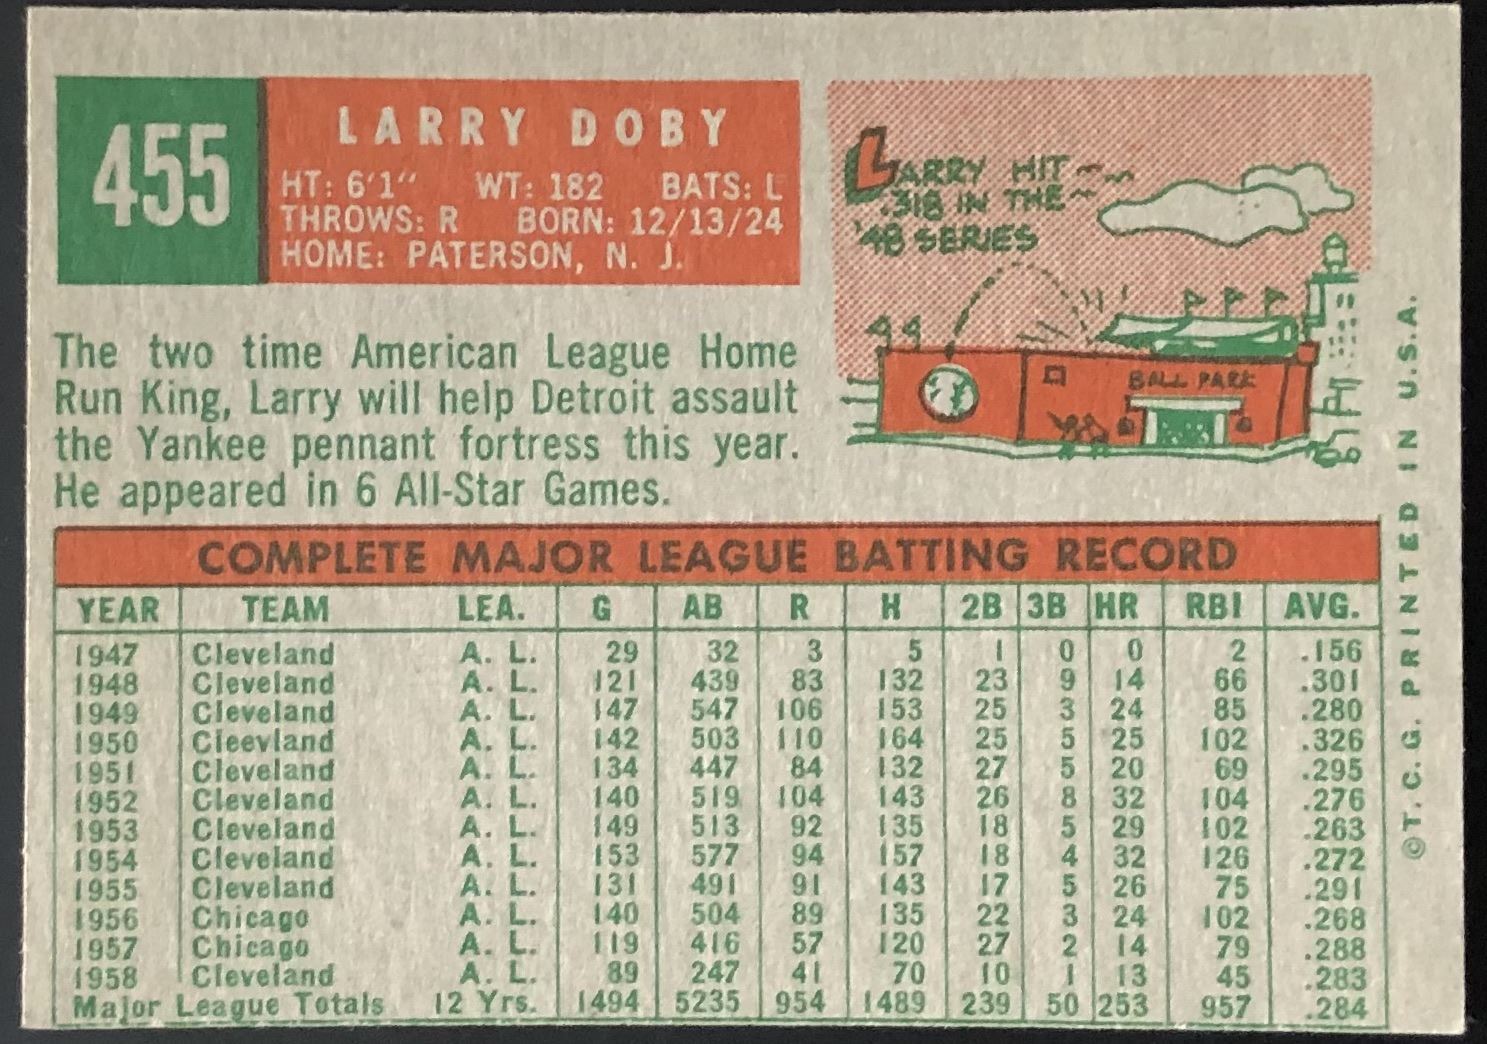 455
LARRY DOBY
HT: 6'1" WT: 182 BATS: L
THROWS: R BORN: 12/13/24
HOME: PATERSON, N. J.
LARRY HIT
.318 IN THE
'48 SERIES
BALL PARK
The two time American League Home
Run King, Larry will help Detroit assault
the Yankee pennant fortress this year.
He appeared in 6 All-Star Games.
COMPLETE MAJOR LEAGUE BATTING RECORD
YEAR TEAM LEA. G AB R H 2B 3B HR RBI AVG.
1947 Cleveland A. L. 29 32 3 5 1 0 0 2 .156
1948 Cleveland A. L. 121 439 83 132 23 9 14 66 .301
1949 Cleveland A. L. 147 547 106 153 25 3 24 85 .280
1950 Cleevland A. L. 142 503 110 164 25 5 25 102 .326
1951 Cleveland A. L. 134 447 84 132 27 5 20 69 .295
1952 Cleveland A. L. 140 519 104 143 26 8 32 104 .276
1953 Cleveland A. L. 149 513 92 135 18 5 29 102 .263
1954 Cleveland A. L. 153 577 94 157 18 4 32 126 .272
1955 Cleveland A. L. 131 491 91 143 17 5 26 75 .291
1956 Chicago A. L. 140 504 89 135 22 3 24 102 .268
1957 Chicago A. L. 119 416 57 120 27 2 14 79 .288
1958 Cleveland A. L. 89 247 41 70 10 1 13 45 .283
Major League Totals 12 Yrs. 1494 5235 954 1489 239 50 253 957 .284
©T. C. G. PRINTED IN U.S.A.